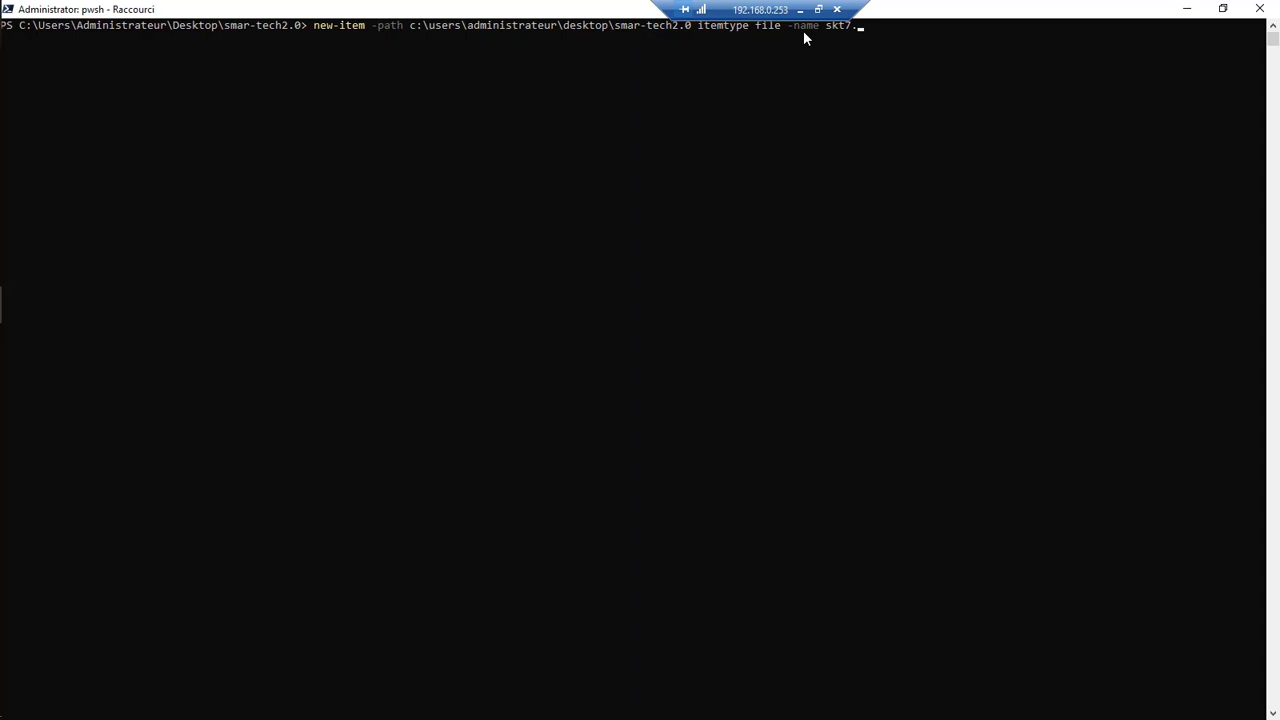 Administrator: pwsh - Raccourci
192.168.0.253
PS C:\Users\Administrateur\Desktop\smar-tech2.0> new-item -path c:\users\administrateur\desktop\smar-tech2.0 itemtype file -name skt7._